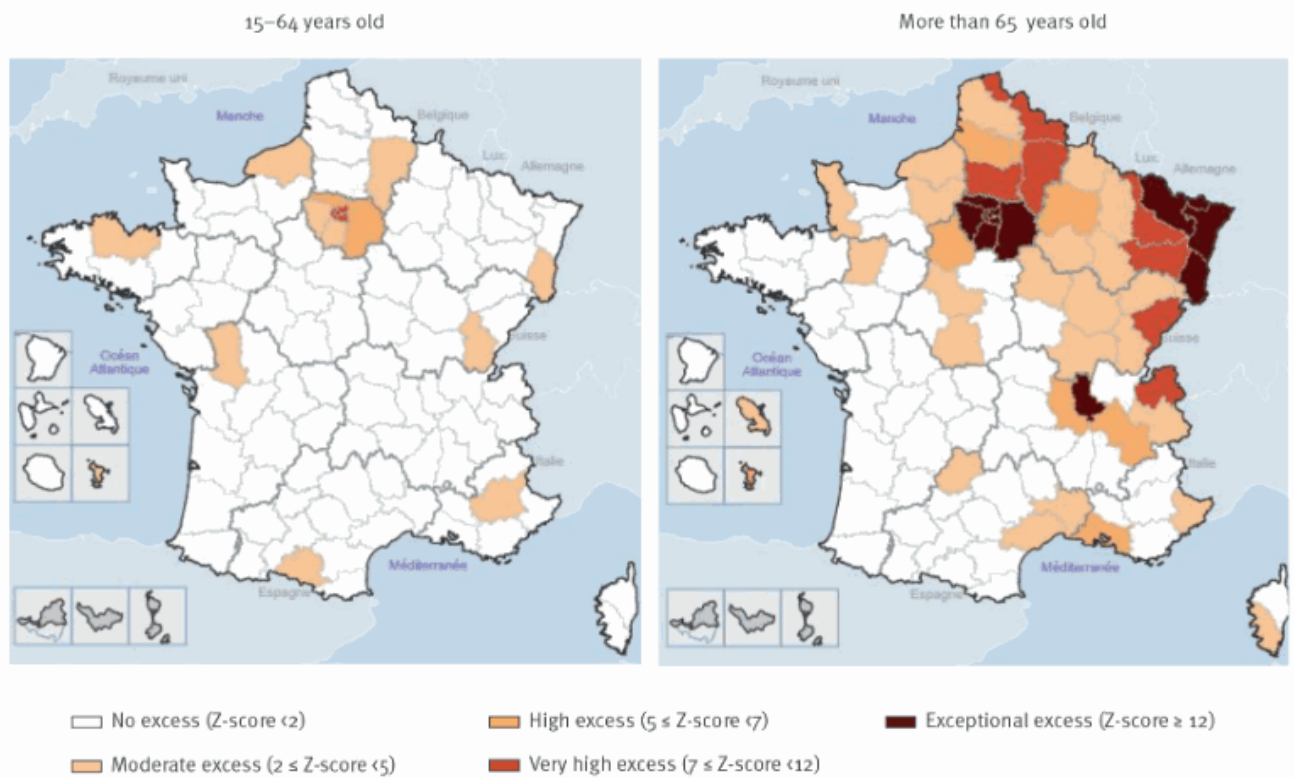 15–64 years old
More than 65 years old
Royaume uni
Manche
Belgique
Lux.
Allemagne
Suisse
Océan
Atlantique
Italie
Méditerranée
Espagne
Royaume uni
Manche
Belgique
Lux.
Allemagne
Suisse
Océan
Atlantique
Italie
Méditerranée
Espagne
No excess (Z-score <2)
High excess (5 ≤ Z-score <7)
Exceptional excess (Z-score ≥ 12)
Moderate excess (2 ≤ Z-score <5)
Very high excess (7 ≤ Z-score <12)